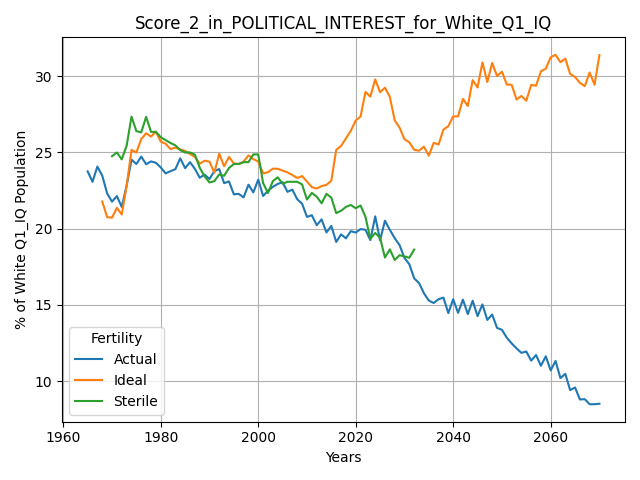 Score_2_in_POLITICAL_INTEREST_for_White_Q1_IQ
% of White Q1_IQ Population
30
25
20
15
10
Fertility
Actual
Ideal
Sterile
1960
1980
2000
2020
2040
2060
Years